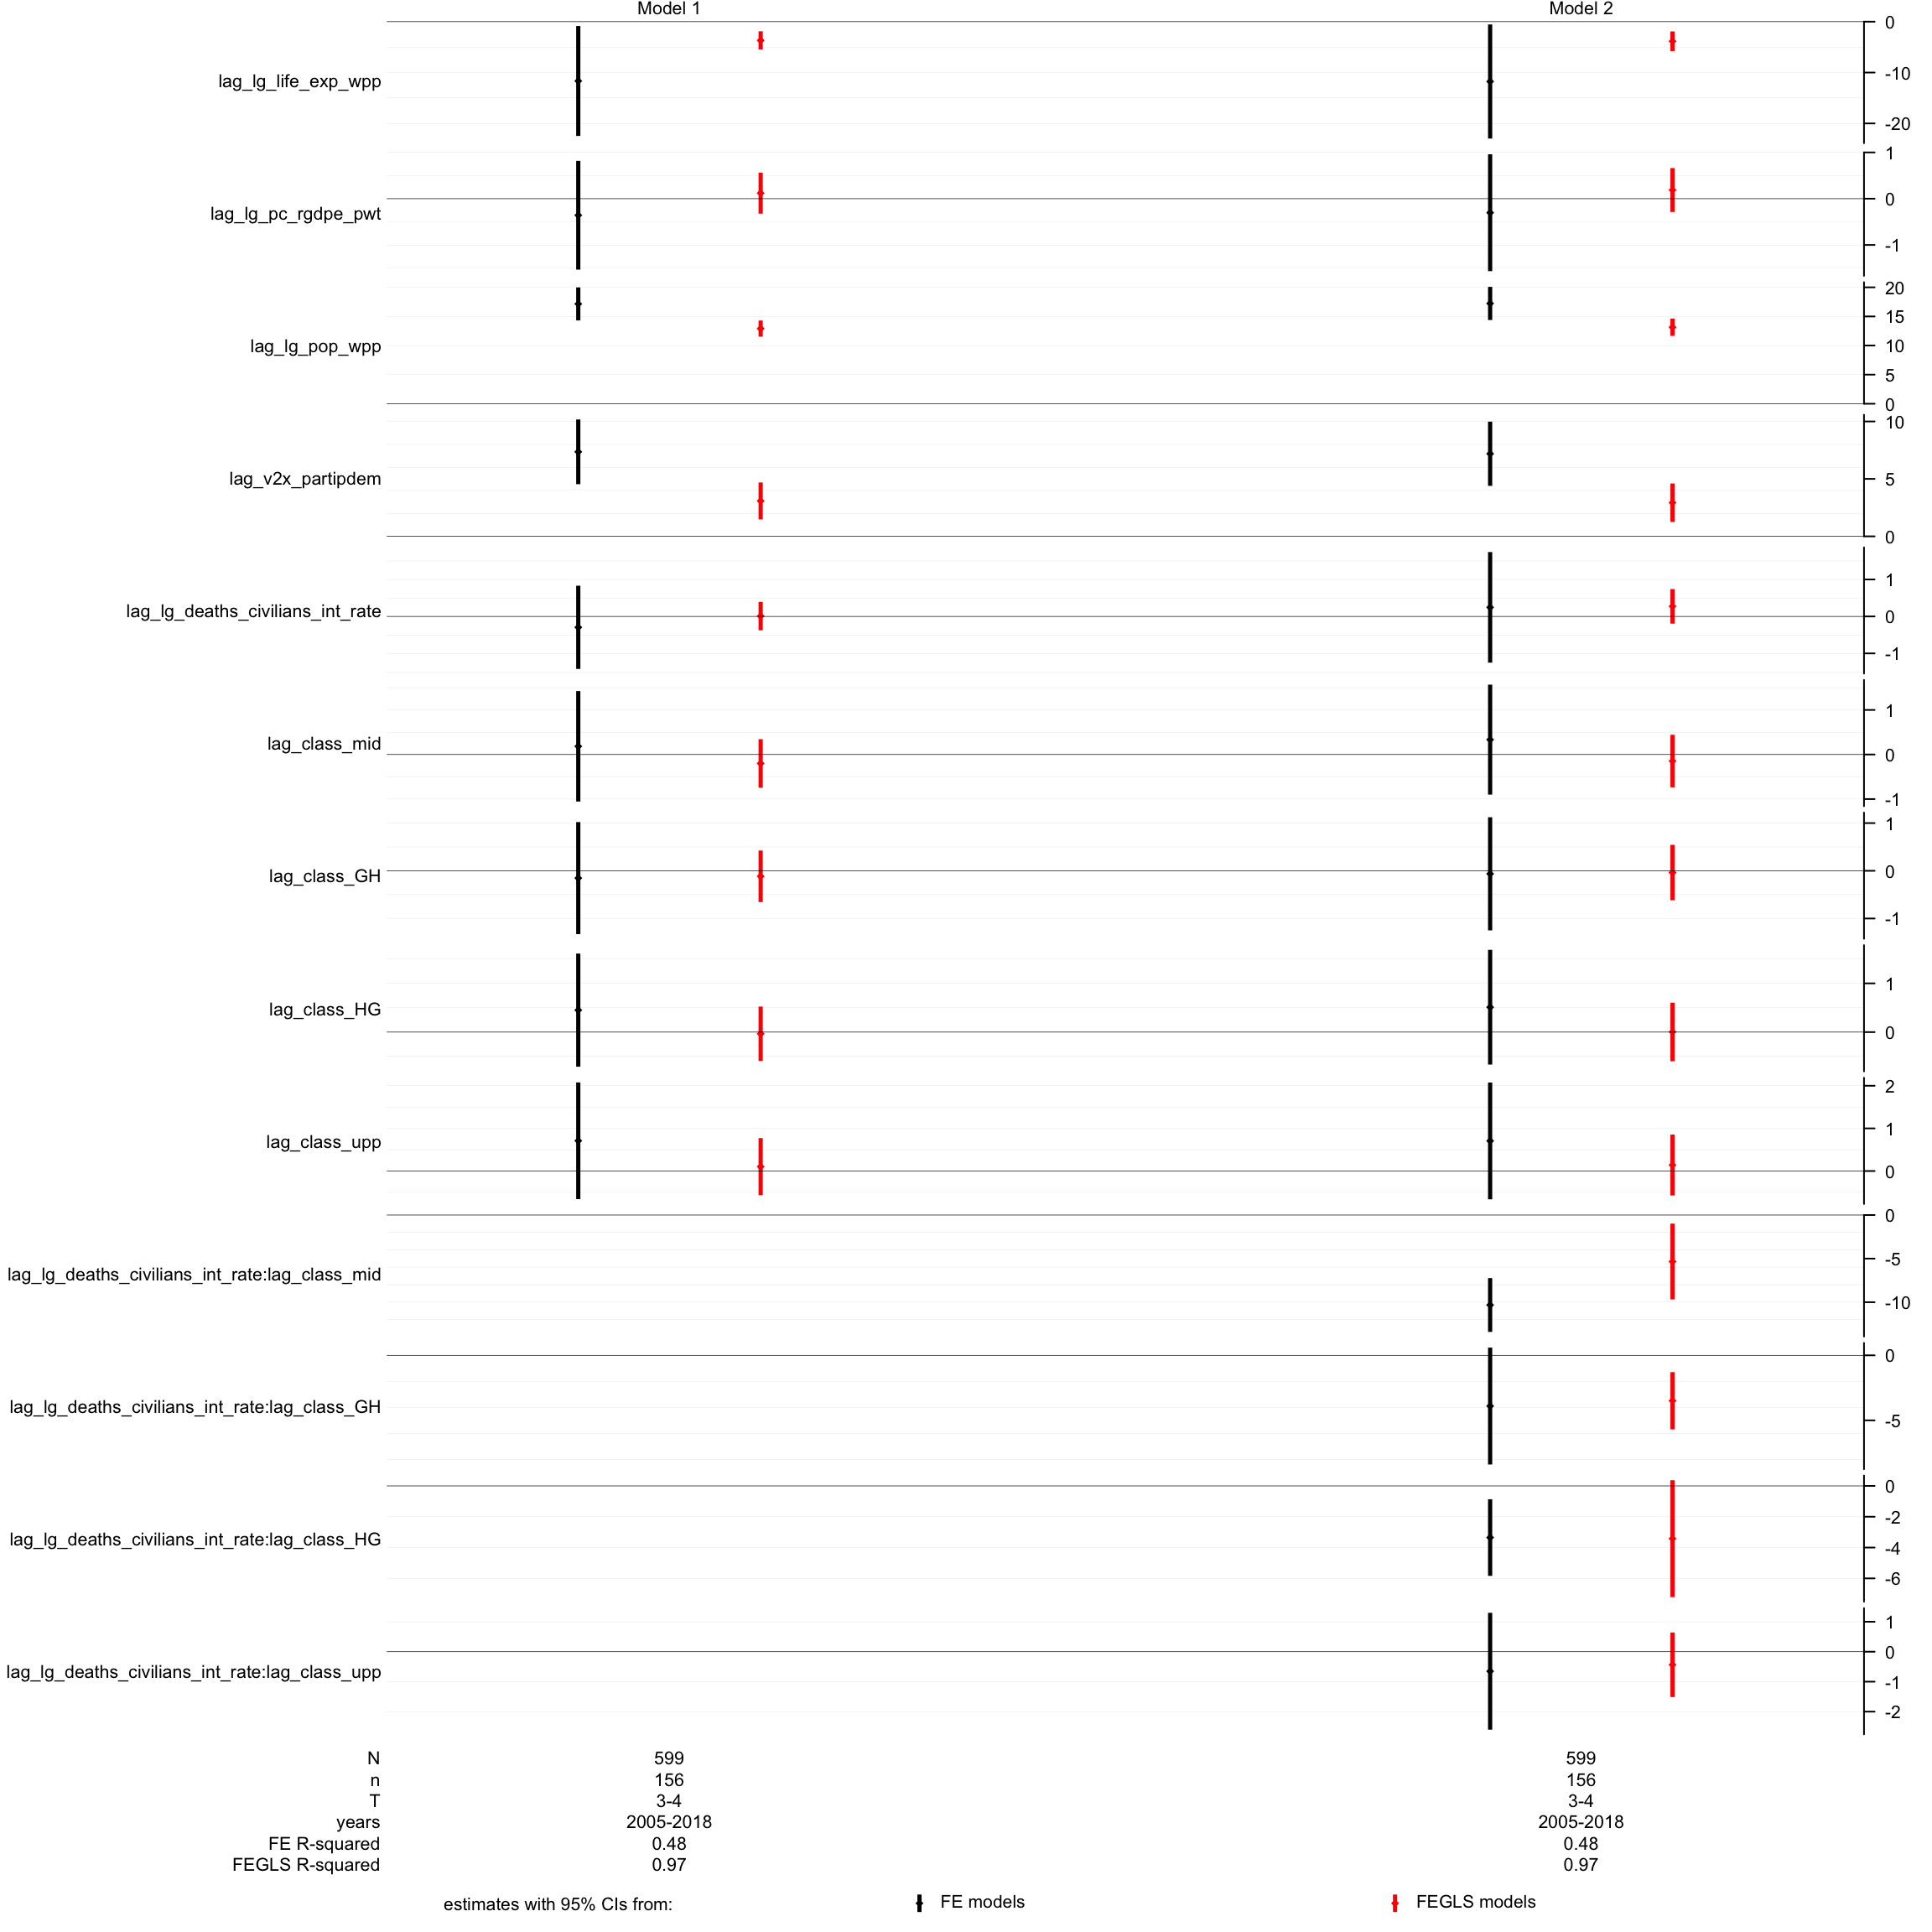 Model 1 Model 2
0
-10
-20
lag_lg_life_exp_wpp
1
0
-1
lag_lg_pc_rgdpe_pwt
20
15
10
5
0
lag_lg_pop_wpp
10
5
0
lag_v2x_partipdem
1
0
-1
lag_lg_deaths_civilians_int_rate
1
0
-1
lag_class_mid
1
0
-1
lag_class_GH
1
0
lag_class_HG
2
1
0
lag_class_upp
0
-5
-10
lag_lg_deaths_civilians_int_rate:lag_class_mid
0
-5
lag_lg_deaths_civilians_int_rate:lag_class_GH
0
-2
-4
-6
lag_lg_deaths_civilians_int_rate:lag_class_HG
1
0
-1
-2
lag_lg_deaths_civilians_int_rate:lag_class_upp
N 599 599
n 156 156
T 3-4 3-4
years 2005-2018 2005-2018
FE R-squared 0.48 0.48
FEGLS R-squared 0.97 0.97
estimates with 95% CIs from: FE models FEGLS models